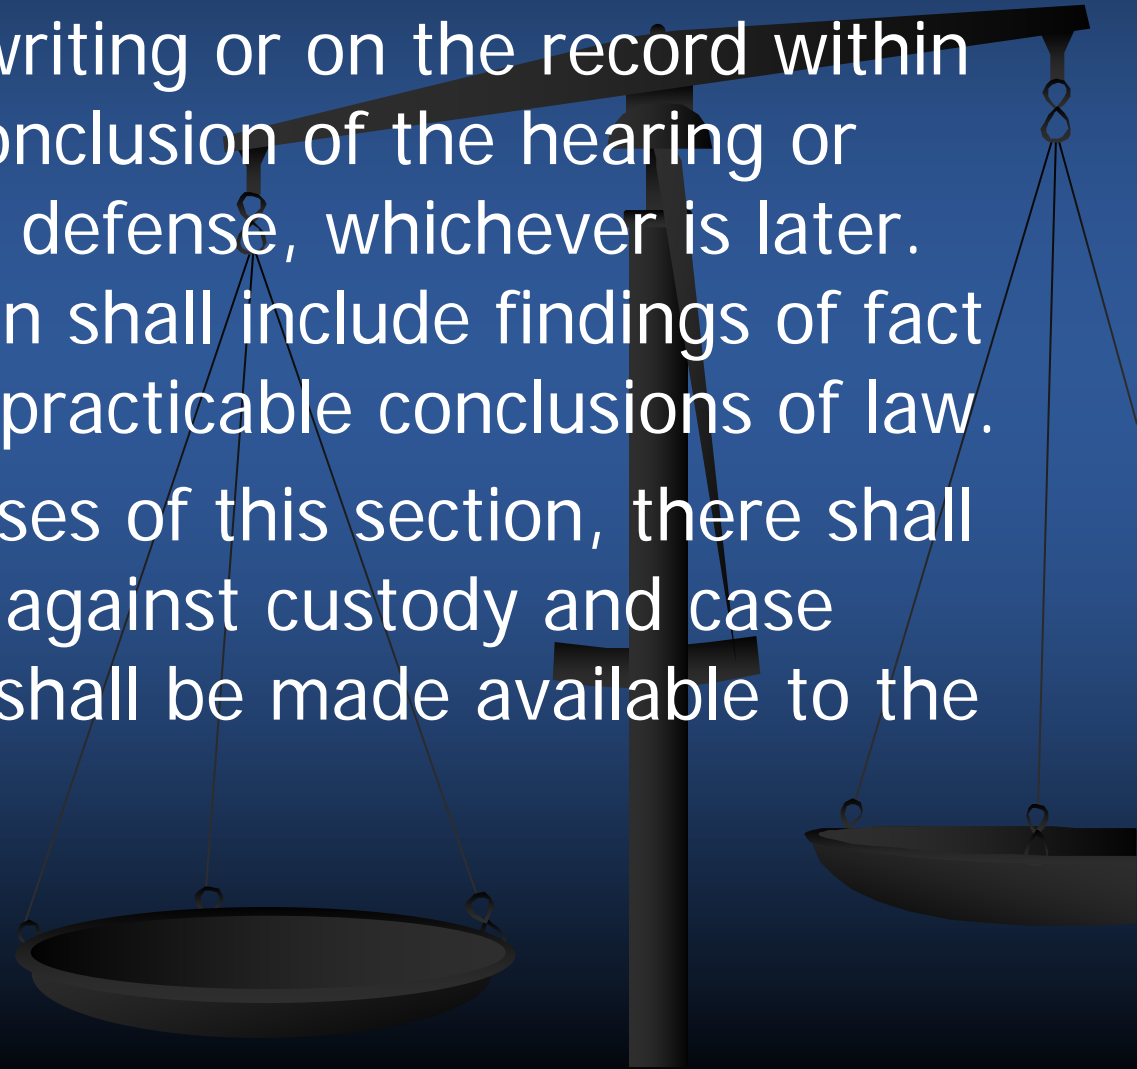 writing or on the record within
onclusion of the hearing or
defense, whichever is later.
n shall include findings of fact
practicable conclusions of law.
ses of this section, there shall
against custody and case
shall be made available to the